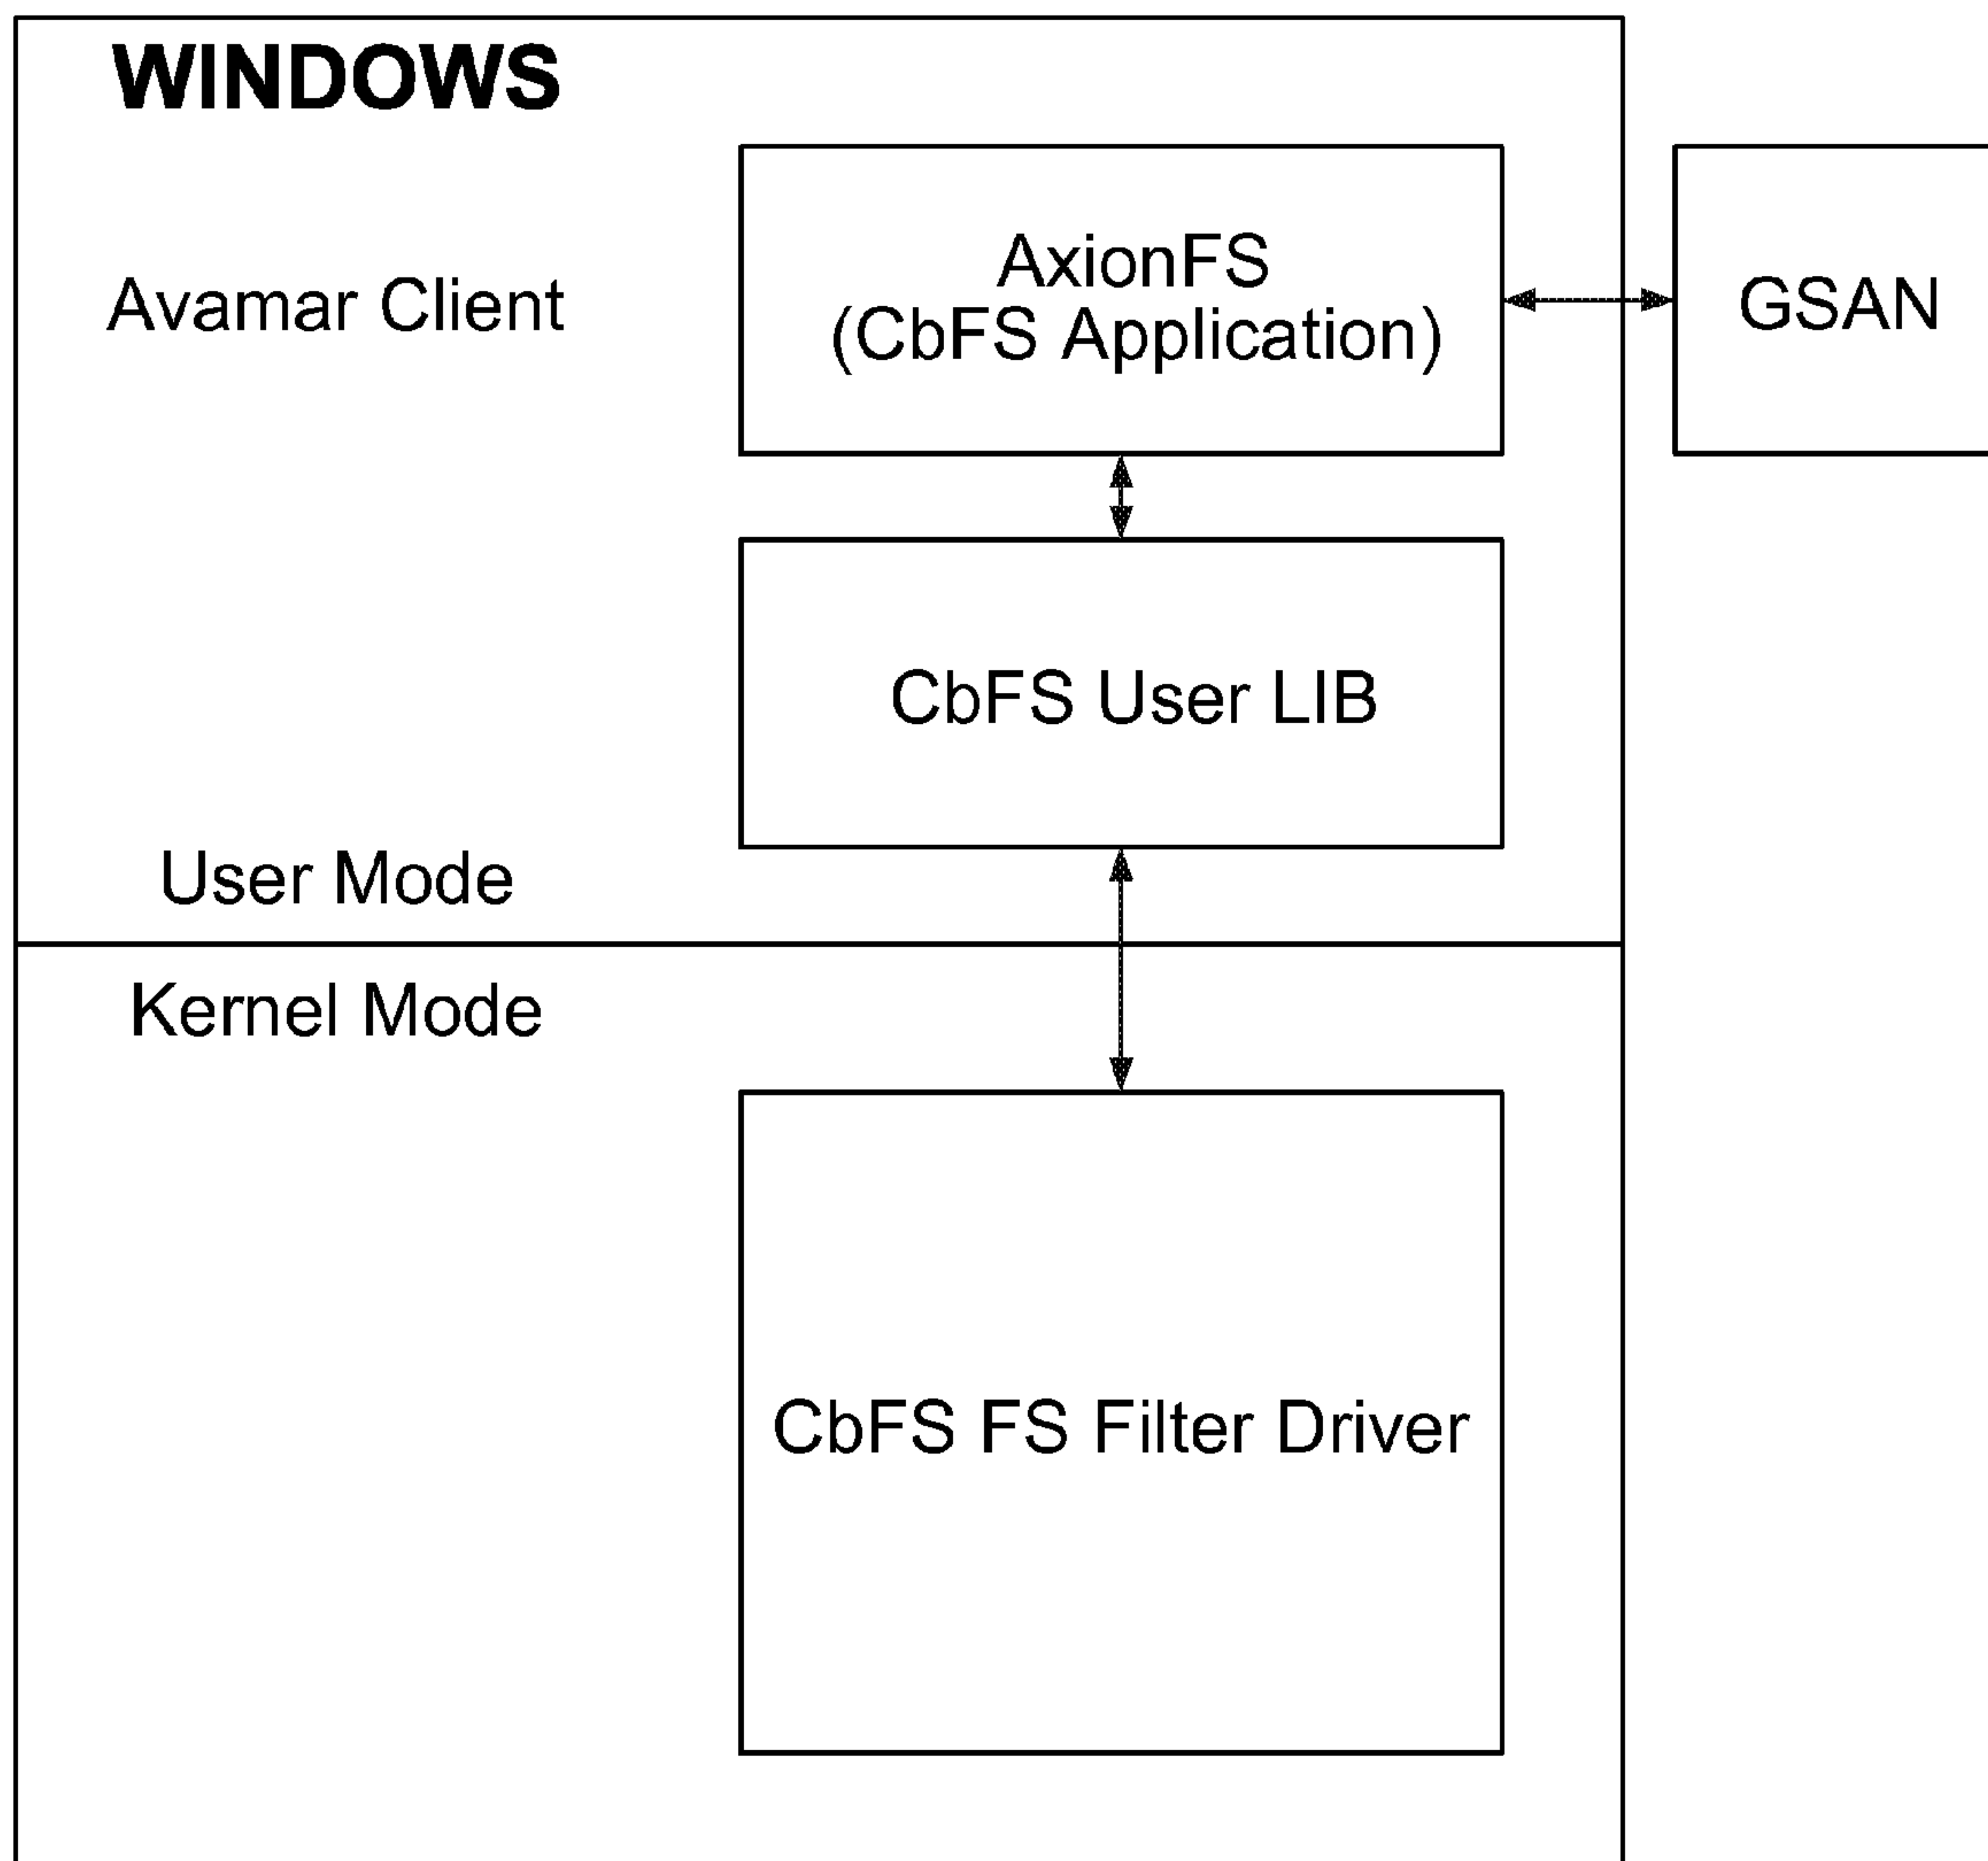 WINDOWS
Avamar Client
AxionFS
(CbFS Application)
GSAN
CbFS User LIB
User Mode
Kernel Mode
CbFS FS Filter Driver